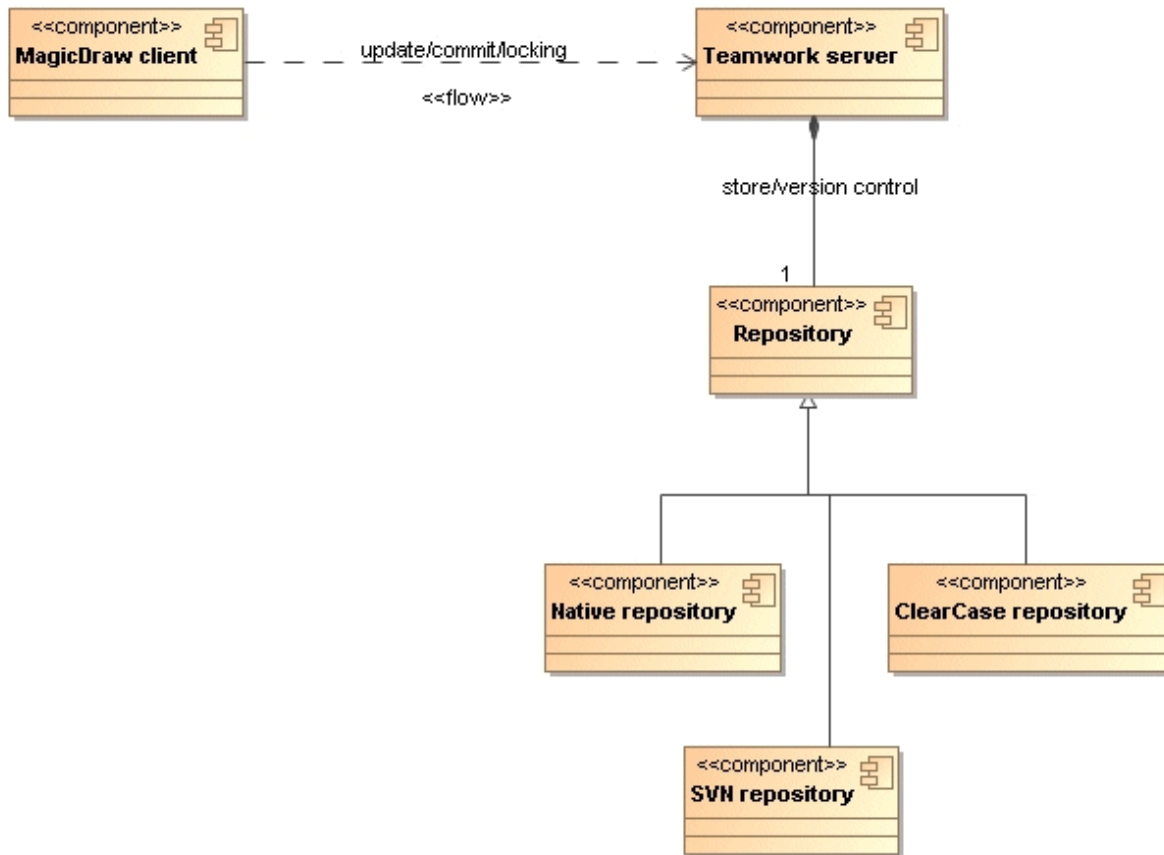 <<component>>
MagicDraw client
update/commit/locking
<<flow>>
<<component>>
Teamwork server
store/version control
1
<<component>>
Repository
<<component>>
Native repository
<<component>>
ClearCase repository
<<component>>
SVN repository